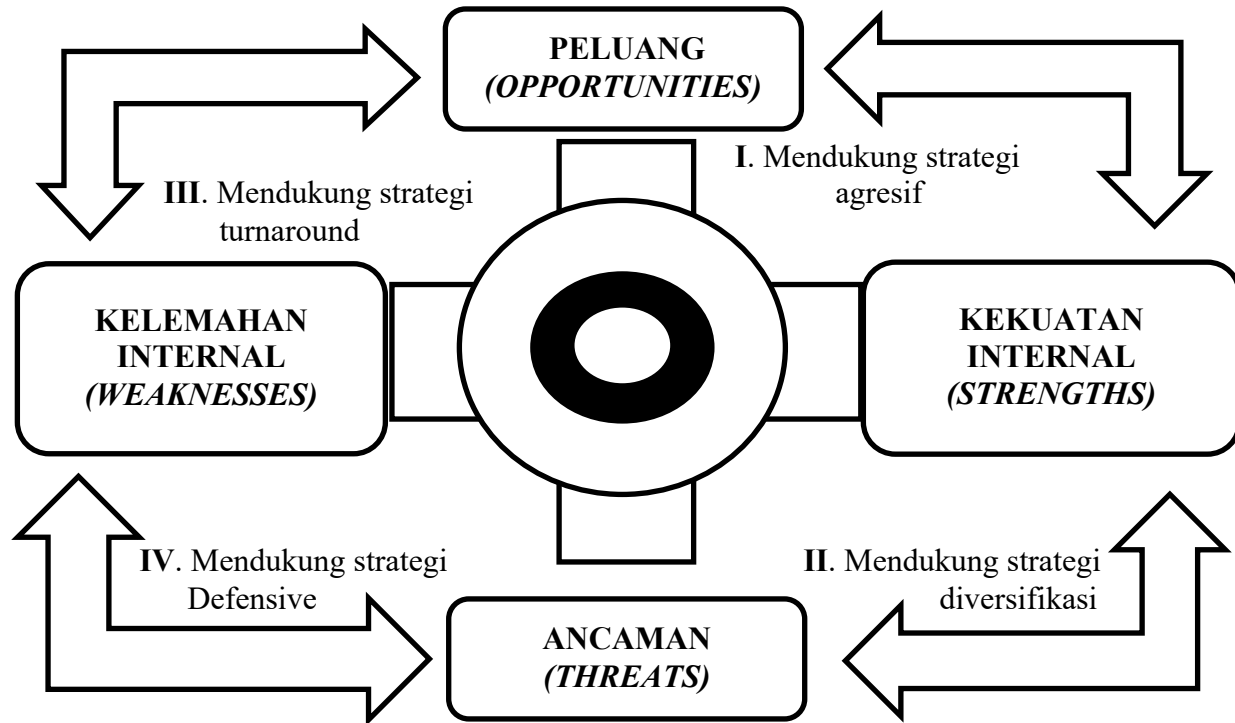 PELUANG
(OPPORTUNITIES)
I. Mendukung strategi
agresif
III. Mendukung strategi
turnaround
KELEMAHAN
INTERNAL
(WEAKNESSES)
KEKUATAN
INTERNAL
(STRENGTHS)
IV. Mendukung strategi
Defensive
II. Mendukung strategi
diversifikasi
ANCAMAN
(THREATS)